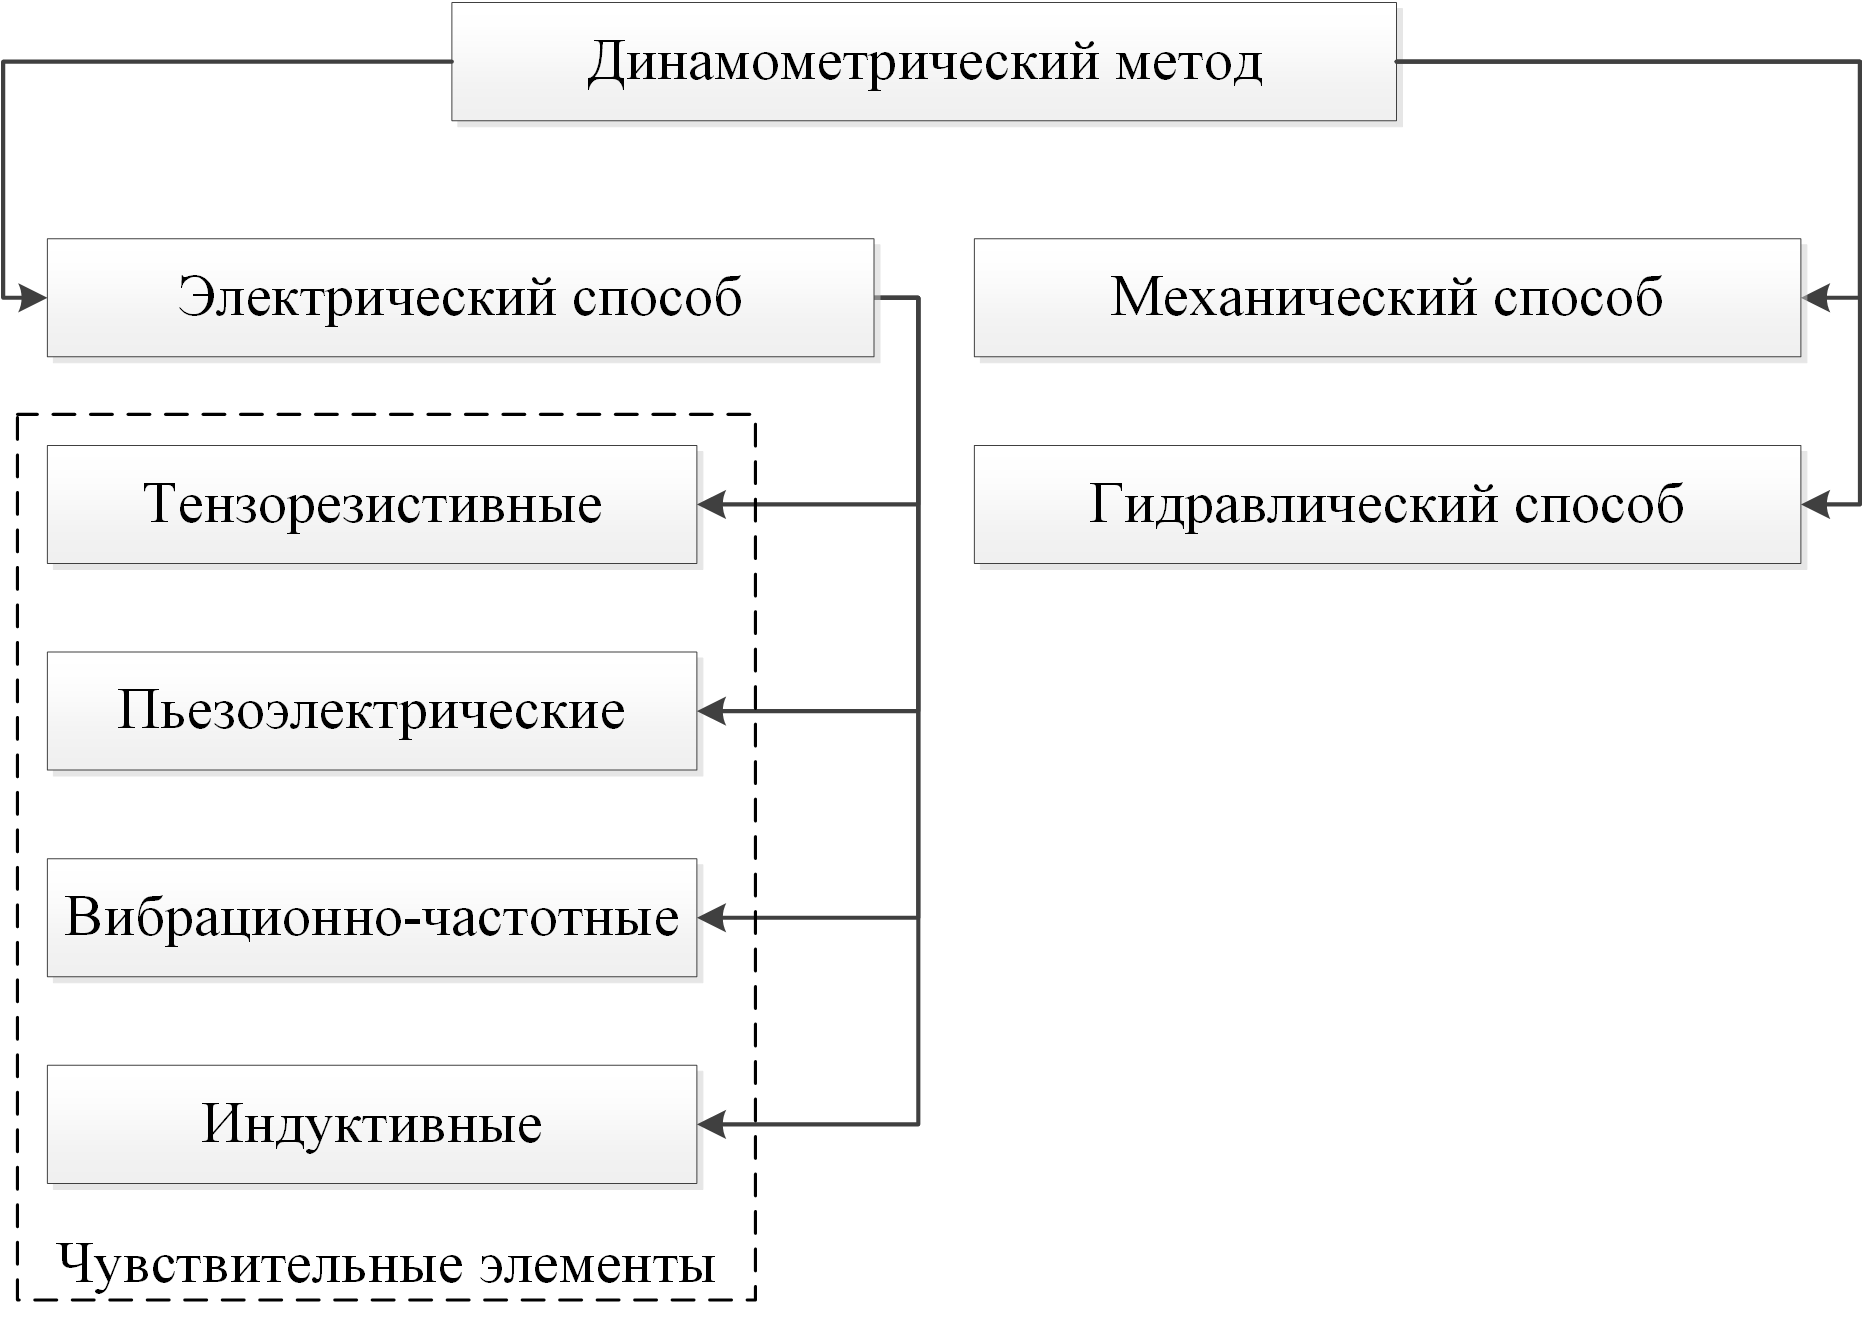 Динамометрический метод
Электрический способ
Механический способ
Тензорезистивные
Гидравлический способ
Пьезоэлектрические
Вибрационно-частотные
Индуктивные
Чувствительные элементы